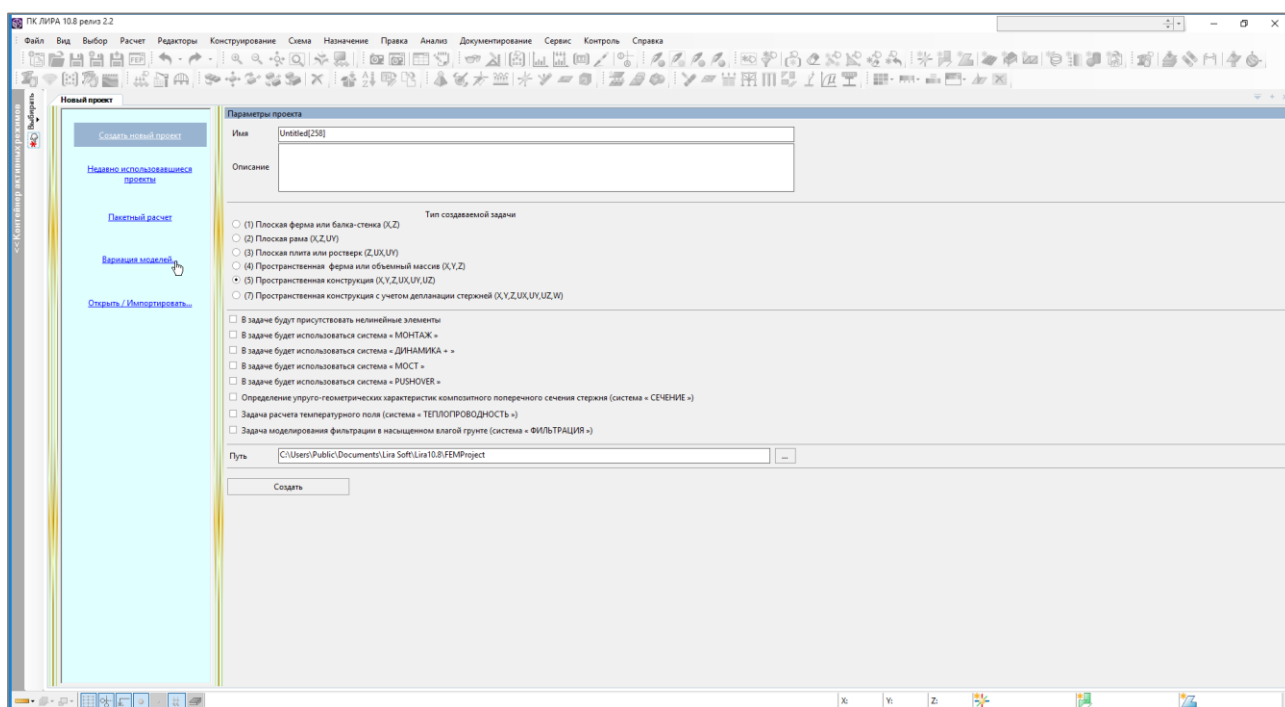 ПК ЛИРА 10.8 релиз 2.2
Файл Вид Выбор Расчет Редакторы Конструирование Схема Назначение Правка Анализ Документирование Сервис Контроль Справка
<< Контейнер активных режимов
Выбирать
Новый проект
Создать новый проект
Недавно использовавшиеся
проекты
Пакетный расчет
Вариация моделей...
Открыть / Импортировать...
Параметры проекта
Имя Untitled[258]
Описание
Тип создаваемой задачи
(1) Плоская ферма или балка-стенка (X,Z)
(2) Плоская рама (X,Z,UY)
(3) Плоская плита или ростверк (Z,UX,UY)
(4) Пространственная ферма или объемный массив (X,Y,Z)
(5) Пространственная конструкция (X,Y,Z,UX,UY,UZ)
(7) Пространственная конструкция с учетом депланации стержней (X,Y,Z,UX,UY,UZ,W)
В задаче будут присутствовать нелинейные элементы
В задаче будет использоваться система « МОНТАЖ »
В задаче будет использоваться система « ДИНАМИКА + »
В задаче будет использоваться система « МОСТ »
В задаче будет использоваться система « PUSHOVER »
Определение упруго-геометрических характеристик композитного поперечного сечения стержня (система « СЕЧЕНИЕ »)
Задача расчета температурного поля (система « ТЕПЛОПРОВОДНОСТЬ »)
Задача моделирования фильтрации в насыщенном влагой грунте (система « ФИЛЬТРАЦИЯ »)
Путь C:\Users\Public\Documents\Lira Soft\Lira10.8\FEMProject ...
Создать
X: Y: Z: